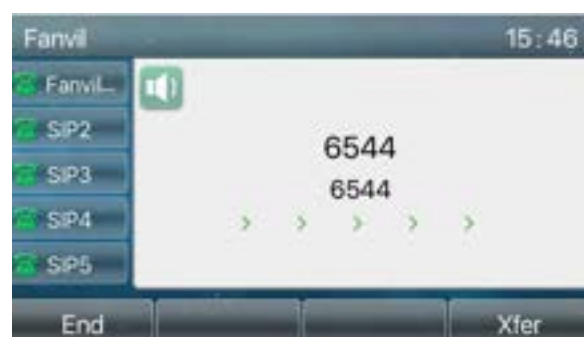 Fanvil 15:46
Fanvil...
SIP2
SIP3
SIP4
SIP5
6544
6544
> > > > >
End Xfer